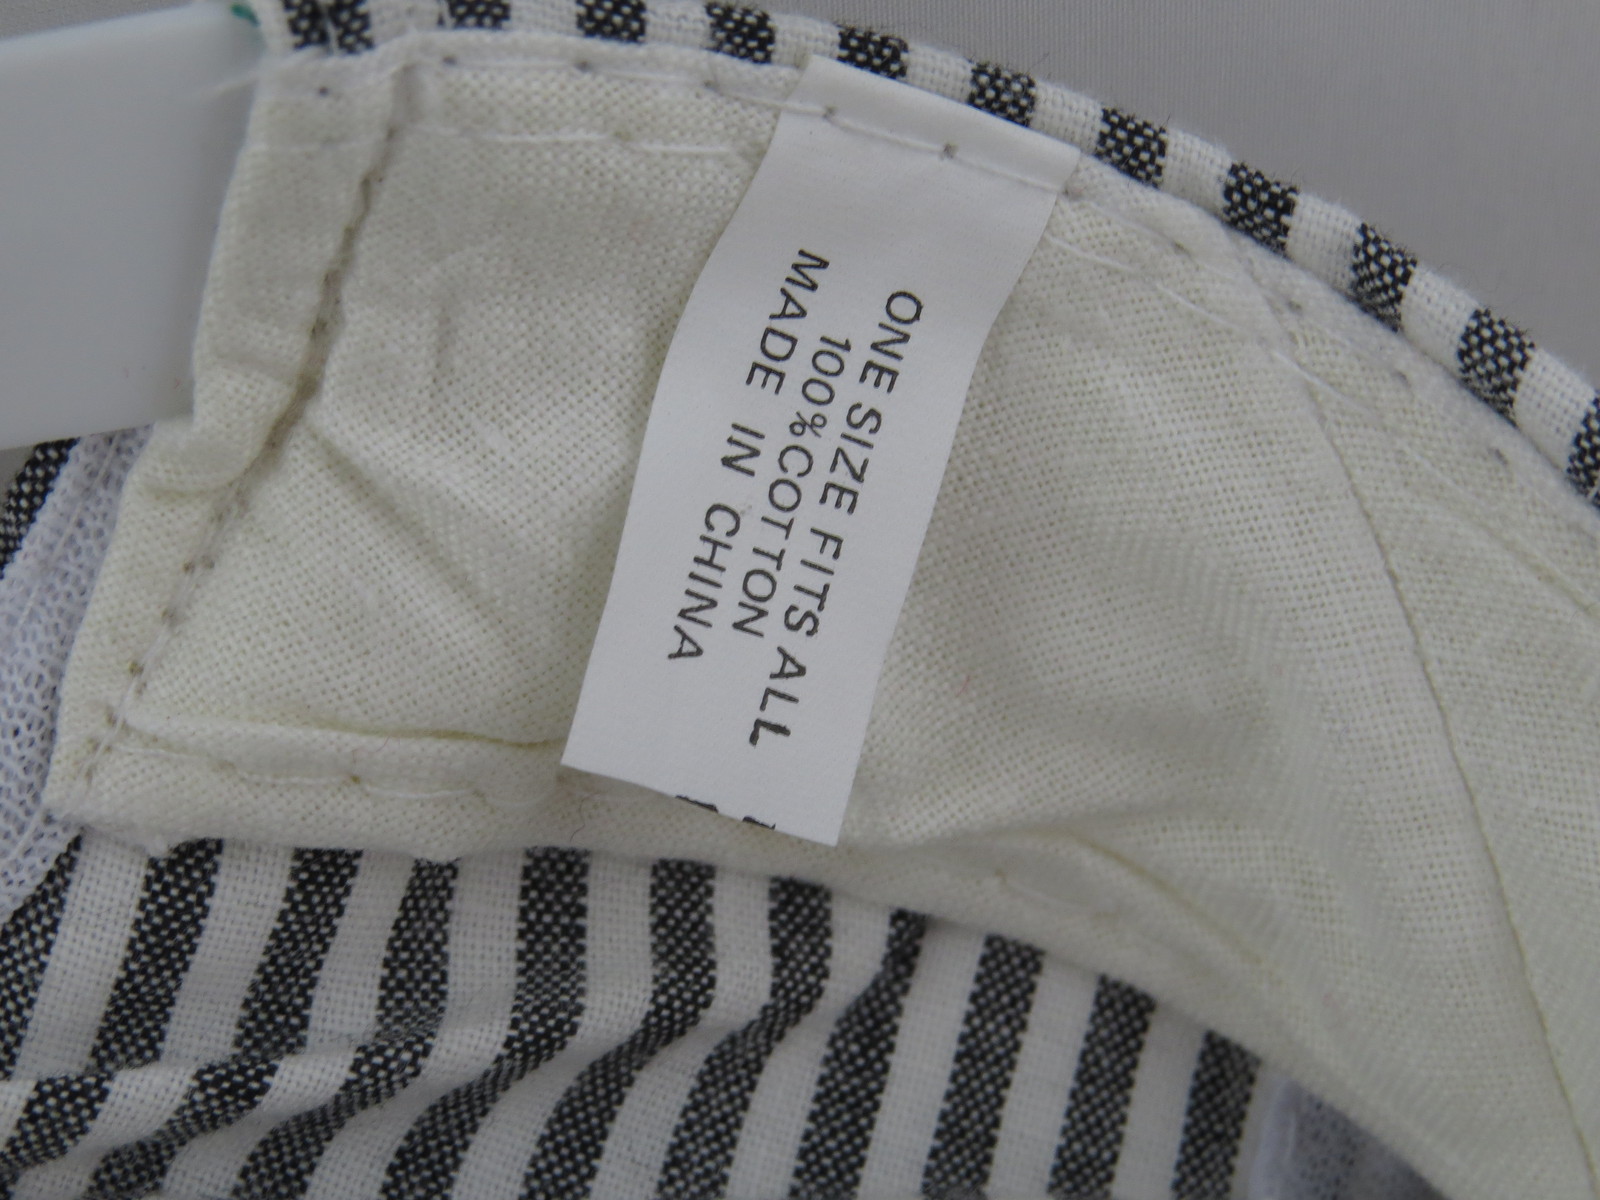 ONE SIZE FITS ALL
100%COTTON
MADE IN CHINA